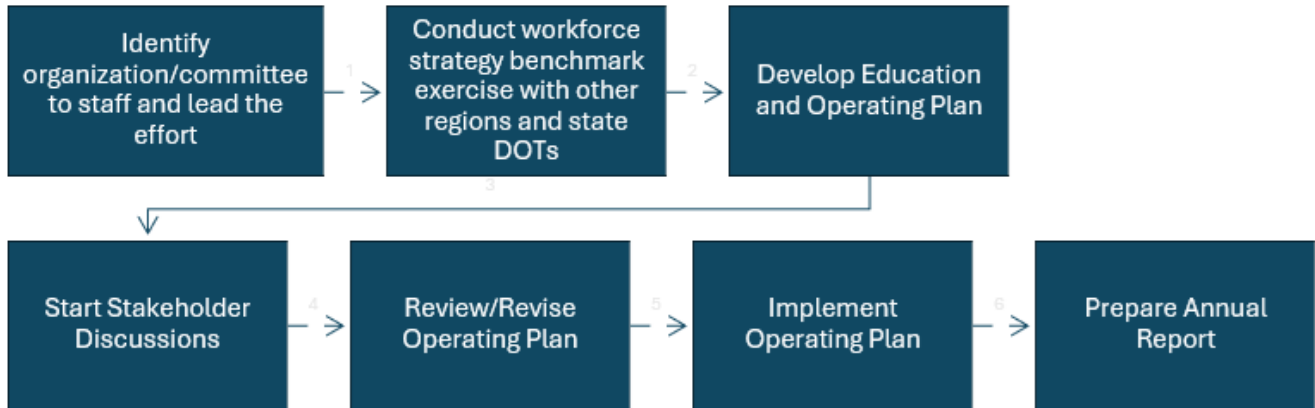 Identify
organization/committee
to staff and lead the
effort
1
Conduct workforce
strategy benchmark
exercise with other
regions and state
DOTs
2
Develop Education
and Operating Plan
3
Start Stakeholder
Discussions
4
Review/Revise
Operating Plan
5
Implement
Operating Plan
6
Prepare Annual
Report